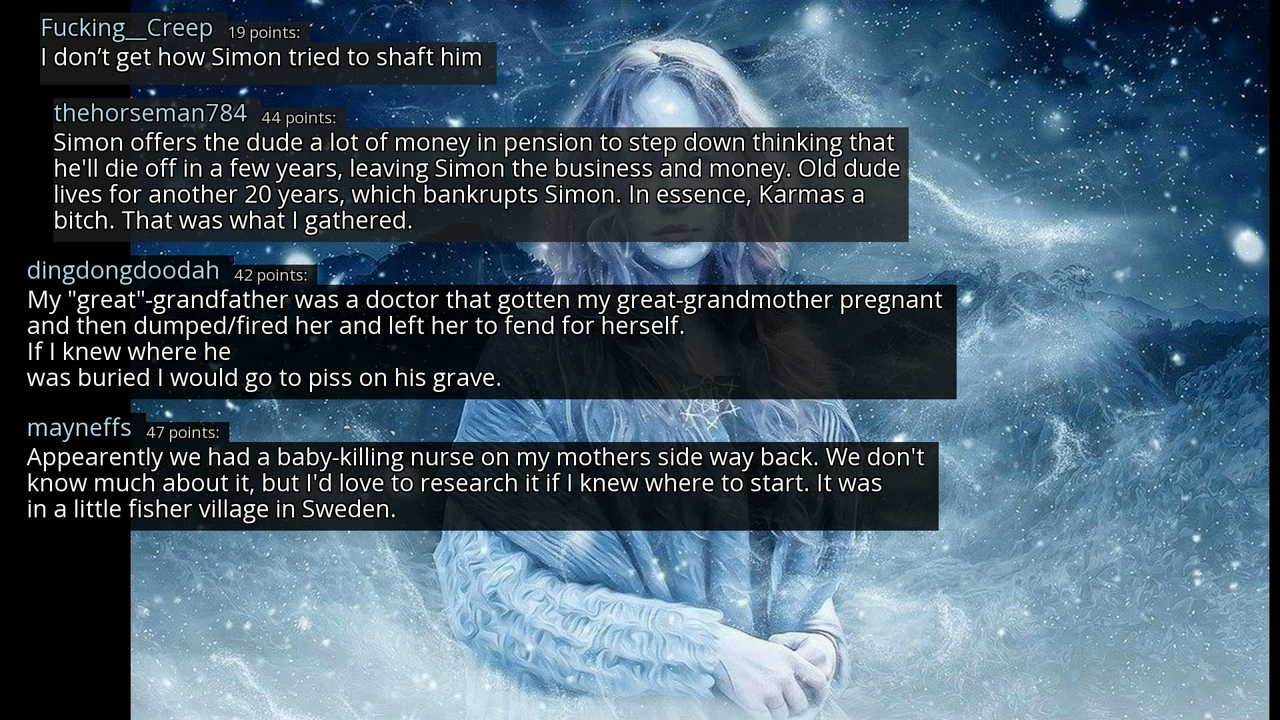 Fucking__Creep 19 points:
I don’t get how Simon tried to shaft him
thehorseman784 44 points:
Simon offers the dude a lot of money in pension to step down thinking that
he'll die off in a few years, leaving Simon the business and money. Old dude
lives for another 20 years, which bankrupts Simon. In essence, Karmas a
bitch. That was what I gathered.
dingdongdoodah 42 points:
My "great"-grandfather was a doctor that gotten my great-grandmother pregnant
and then dumped/fired her and left her to fend for herself.
If I knew where he
was buried I would go to piss on his grave.
mayneffs 47 points:
Appearently we had a baby-killing nurse on my mothers side way back. We don't
know much about it, but I'd love to research it if I knew where to start. It was
in a little fisher village in Sweden.